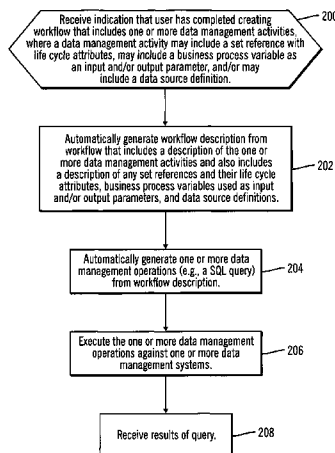 200
Receive indication that user has completed creating
workflow that includes one or more data management activities,
where a data management activity may include a set reference with
life cycle attributes, may include a business process variable as
an input and/or output parameter, and/or may
include a data source definition.
Automatically generate workflow description from
workflow that includes a description of the one or
more data management activities and also includes
a description of any set references and their life cycle
attributes, business process variables used as input
and/or output parameters, and data source definitions.
202
Automatically generate one or more data
management operations (e.g., a SQL query)
from workflow description.
204
Execute the one or more data management
operations against one or more data
management systems.
206
Receive results of query.
208